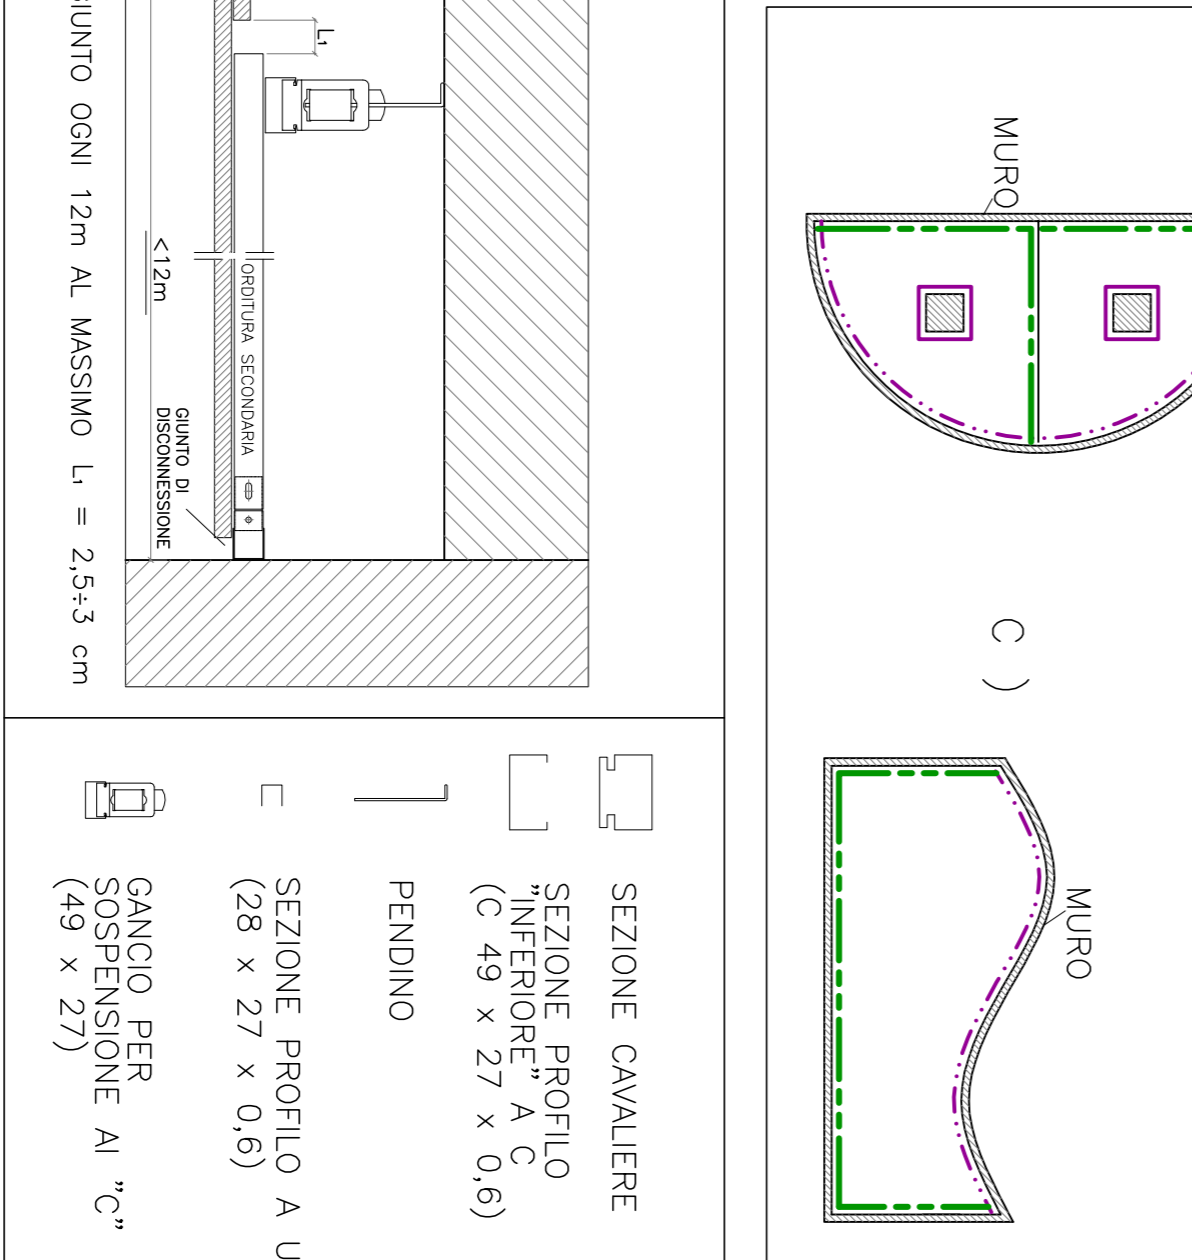 MURO
C )
MURO
L₁
ORDITURA SECONDARIA
<12m
GIUNTO DI
DISCONNESSIONE
OGNI 12m AL MASSIMO L₁ = 2,5÷3 cm
SEZIONE CAVALIERE
SEZIONE PROFILO
"INFERIORE" A C
(C 49 x 27 x 0,6)
PENDINO
SEZIONE PROFILO A U
(28 x 27 x 0,6)
GANCIO PER
SOSPENSIONE AI "C"
(49 x 27)